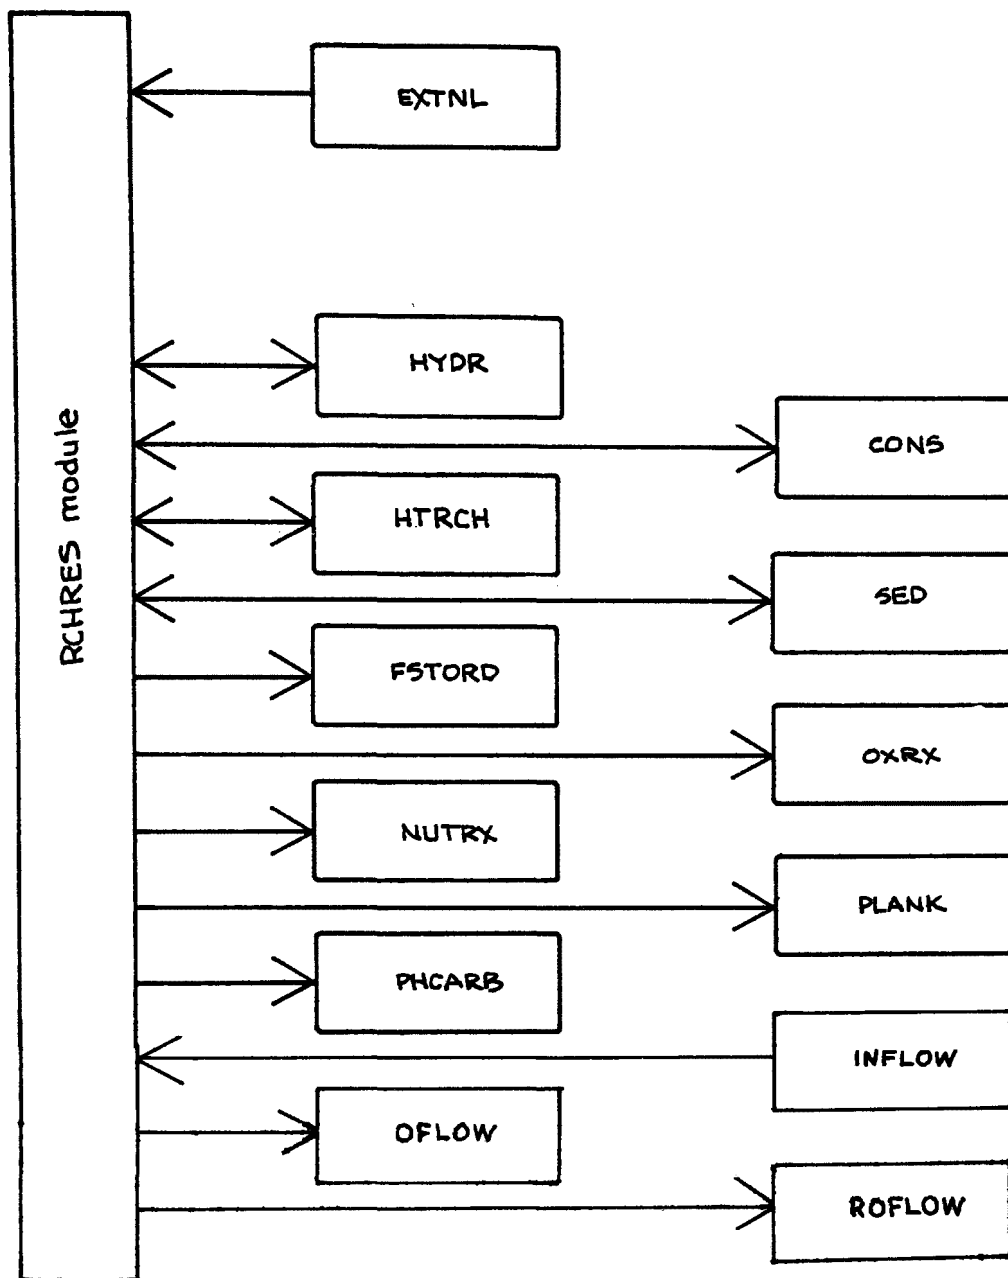 EXTNL
HYDR
CONS
RCHRES module
HTRCH
SED
FSTORD
OXRX
NUTRX
PLANK
PHCARB
INFLOW
OFLOW
ROFLOW